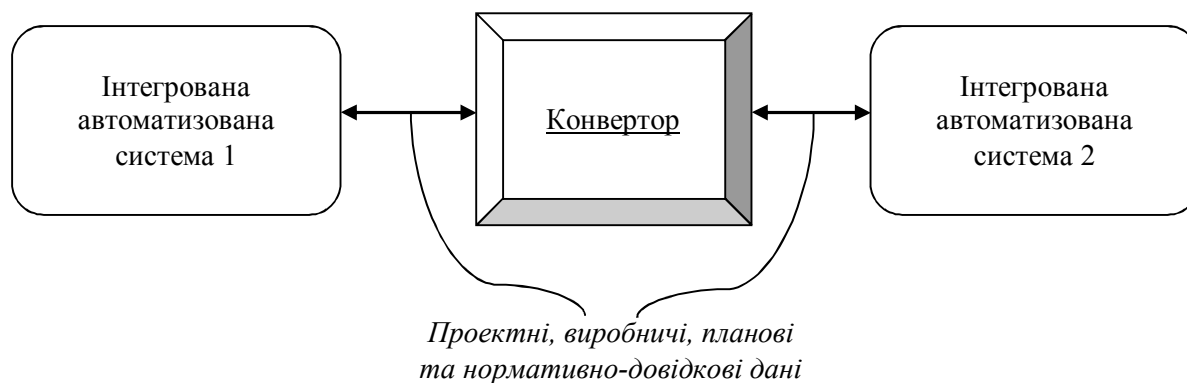 Інтегрована
автоматизована
система 1
Конвертор
Інтегрована
автоматизована
система 2
Проектні, виробничі, планові
та нормативно-довідкові дані